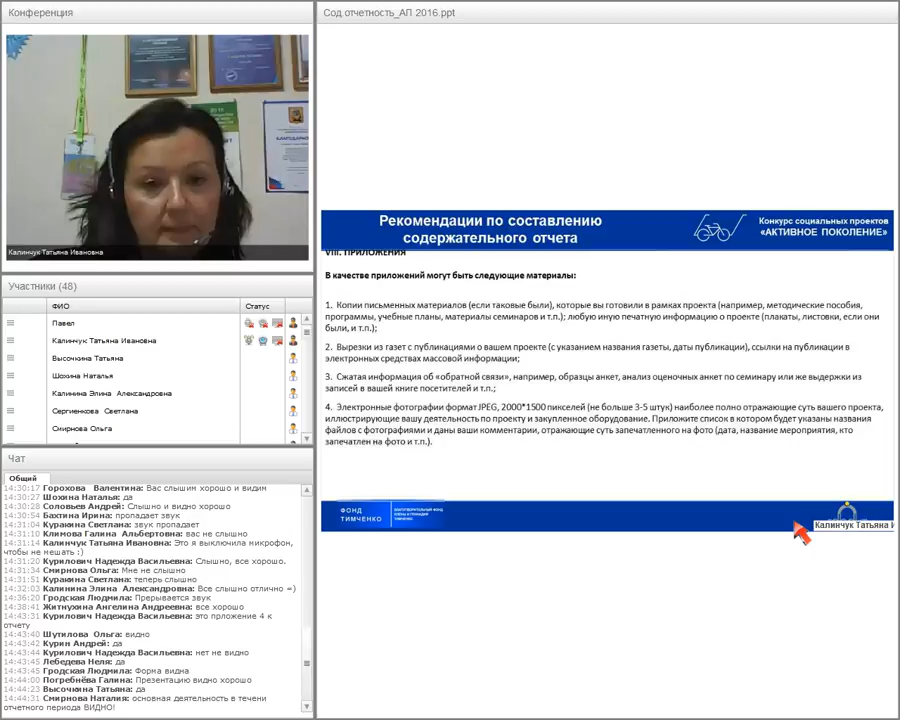 Конференция
БЛАГОДАРНО
Калинчук Татьяна Ивановна
Участники (48)
ФИО
Статус
Павел
Калинчук Татьяна Ивановна
Высочкина Татьяна
Шохина Наталья
Калинина Элина Александровна
Сергиенкова Светлана
Смирнова Ольга
Чат
Общий
14:30:17 Горохова Валентина: Вас слышим хорошо и видим
14:30:27 Шохина Наталья: да
14:30:28 Соловьев Андрей: Слышно и видно хорошо
14:30:54 Бахтина Ирина: пропадает звук
14:31:04 Куракина Светлана: звук пропадает
14:31:10 Климова Галина Альбертовна: вас не слышно
14:31:14 Калинчук Татьяна Ивановна: Это я выключила микрофон,
чтобы не мешать :)
14:31:20 Курилович Надежда Васильевна: Слышно, все хорошо.
14:31:34 Смирнова Ольга: Мне не слышно
14:31:51 Куракина Светлана: теперь слышно
14:32:03 Калинина Элина Александровна: Все слышно отлично =)
14:36:20 Гродская Людмила: Прерывается звук
14:38:41 Житнухина Ангелина Андреевна: все хорошо
14:43:31 Курилович Надежда Васильевна: это прложение 4 к
отчету
14:43:40 Шутилова Ольга: видно
14:43:42 Курин Андрей: да
14:43:44 Курилович Надежда Васильевна: нет не видно
14:43:45 Лебедева Неля: да
14:43:45 Гродская Людмила: Форма видна
14:44:00 Погребнёва Галина: Презентацию видно хорошо
14:44:23 Высочкина Татьяна: да
14:44:31 Смирнова Наталия: основная деятельность в течени
отчетного периода ВИДНО!
Сод.отчетность_АП 2016.ppt
Рекомендации по составлению
содержательного отчета
Конкурс социальных проектов
«АКТИВНОЕ ПОКОЛЕНИЕ»
VIII. ПРИЛОЖЕНИЯ
В качестве приложений могут быть следующие материалы:
1. Копии письменных материалов (если таковые были), которые вы готовили в рамках проекта (например, методические пособия,
программы, учебные планы, материалы семинаров и т.п.); любую иную печатную информацию о проекте (плакаты, листовки, если они
были, и т.п.);
2. Вырезки из газет с публикациями о вашем проекте (с указанием названия газеты, даты публикации), ссылки на публикации в
электронных средствах массовой информации;
3. Сжатая информация об «обратной связи», например, образцы анкет, анализ оценочных анкет по семинару или же выдержки из
записей в вашей книге посетителей и т.п.;
4. Электронные фотографии формат JPEG, 2000*1500 пикселей (не больше 3-5 штук) наиболее полно отражающие суть вашего проекта,
иллюстрирующие вашу деятельность по проекту и закупленное оборудование. Приложите список в котором будет указаны названия
файлов с фотографиями и даны ваши комментарии, отражающие суть запечатленного на фото (дата, название мероприятия, кто
запечатлен на фото и т.п.).
ФОНД
ТИМЧЕНКО
БЛАГОТВОРИТЕЛЬНЫЙ ФОНД
ЕЛЕНЫ И ГЕННАДИЯ
ТИМЧЕНКО
Калинчук Татьяна И